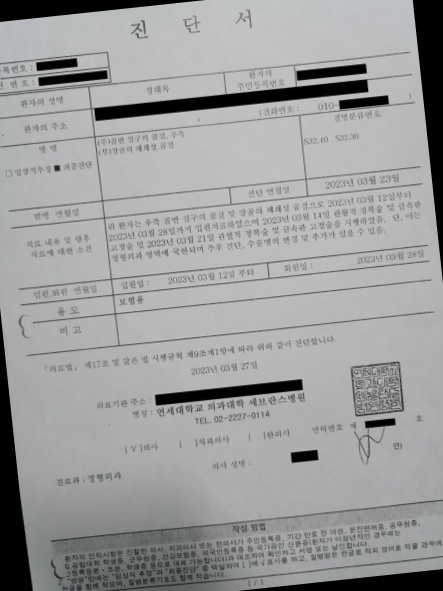 진 단 서
등록번호 :
번 호 :
환자의 성명
정례목
환자의
주민등록번호
환자의 주소
(전화번호 : 010- )
병 명
□ 임상적추정 ■ 최종진단
(주)골반 절구의 골절, 우측
(부)장골의 폐쇄성 골절
질병분류기호
S32.40 S32.30
발병 연월일
진단 연월일
2023년 03월 23일
치료 내용 및 향후
치료에 대한 소견
위 환자는 우측 골반 절구의 골절 및 장골의 폐쇄성 골절으로 2023년 03월 12일부터
2023년 03월 28일까지 입원치료하였으며 2023년 03월 14일 관혈적 정복술 및 금속판
고정술 및 2023년 03월 21일 관혈적 정복술 및 금속판 고정술을 시행하였음. 단, 이는
정형외과 영역에 국한되며 추후 진단, 수술명의 변경 및 추가가 있을 수 있음.
입원.퇴원 연월일
입원일 : 2023년 03월 12일 부터
퇴원일 : 2023년 03월 28일
용 도
보험용
비 고
「의료법」 제17조 및 같은 법 시행규칙 제9조제1항에 따라 위와 같이 진단합니다.
2023년 03월 27일
의료기관 주소 :
명칭 : 연세대학교 의과대학 세브란스병원
TEL. 02-2227-0114
[ V ]의사 [ ]치과의사 [ ]한의사 면허번호 제 호
진료과 : 정형외과
의사 성명 :
인)
작성 방법
1 / 1